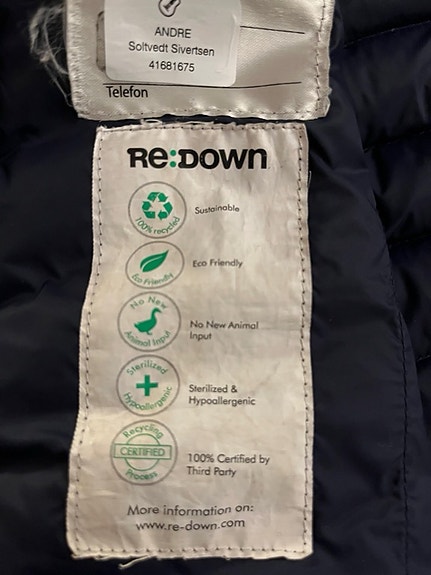 ANDRE
Soltvedt Sivertsen
41681675
Telefon
RE:DOWN
100% recycled
Sustainable
Eco Friendly
Eco Friendly
No New
Animal Input
No New Animal
Input
Sterilized
Hypoallergenic
Sterilized &
Hypoallergenic
Recycling
CERTIFIED
Process
100% Certified by
Third Party
More information on:
www.re-down.com